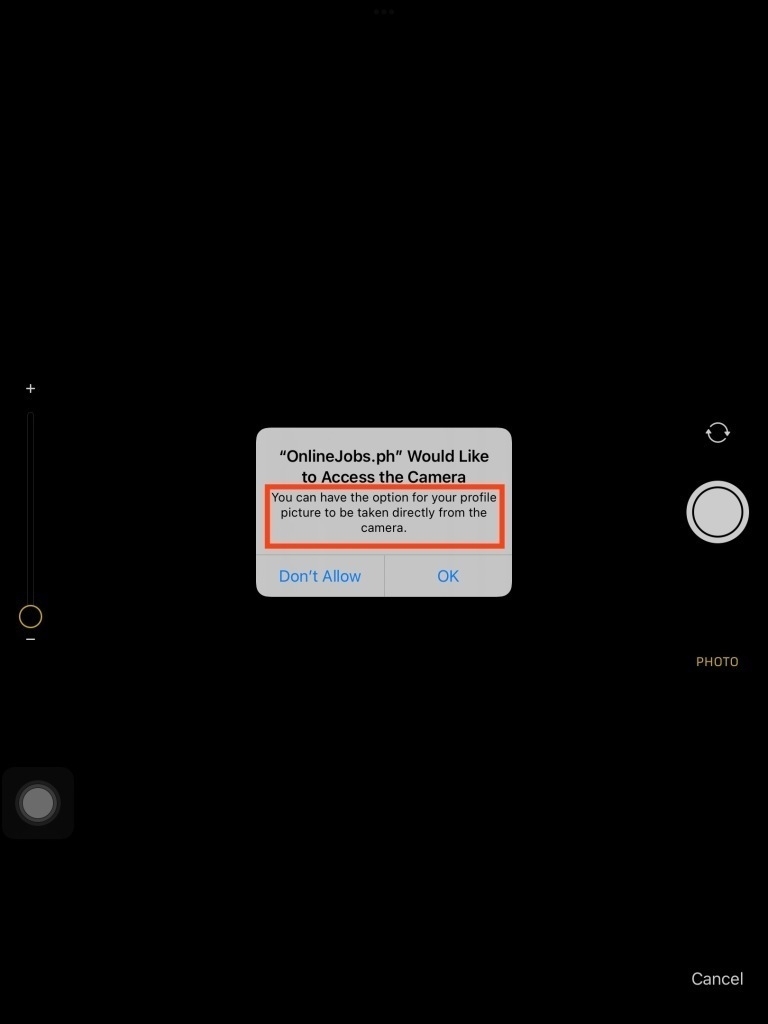 +
“OnlineJobs.ph” Would Like
to Access the Camera
You can have the option for your profile
picture to be taken directly from the
camera.
Don’t Allow
OK
−
PHOTO
Cancel